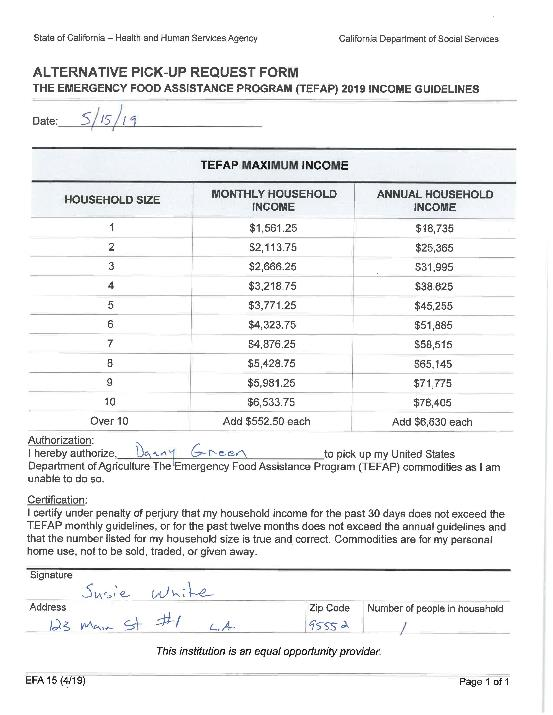 State of California – Health and Human Services Agency California Department of Social Services
ALTERNATIVE PICK-UP REQUEST FORM
THE EMERGENCY FOOD ASSISTANCE PROGRAM (TEFAP) 2019 INCOME GUIDELINES
Date: 5/15/19
TEFAP MAXIMUM INCOME
HOUSEHOLD SIZE MONTHLY HOUSEHOLD INCOME ANNUAL HOUSEHOLD INCOME
1 $1,561.25 $18,735
2 $2,113.75 $25,365
3 $2,666.25 $31,995
4 $3,218.75 $38.625
5 $3,771.25 $45,255
6 $4,323.75 $51,885
7 $4,876.25 $58,515
8 $5,428.75 $65,145
9 $5,981.25 $71,775
10 $6,533.75 $78,405
Over 10 Add $552.50 each Add $6,630 each
Authorization:
I hereby authorize, Danny Green to pick up my United States
Department of Agriculture The Emergency Food Assistance Program (TEFAP) commodities as I am
unable to do so.
Certification:
I certify under penalty of perjury that my household income for the past 30 days does not exceed the
TEFAP monthly guidelines, or for the past twelve months does not exceed the annual guidelines and
that the number listed for my household size is true and correct. Commodities are for my personal
home use, not to be sold, traded, or given away.
Signature
Susie White
Address Zip Code Number of people in household
123 Main St #1 L.A. 95552 1
This institution is an equal opportunity provider.
EFA 15 (4/19) Page 1 of 1